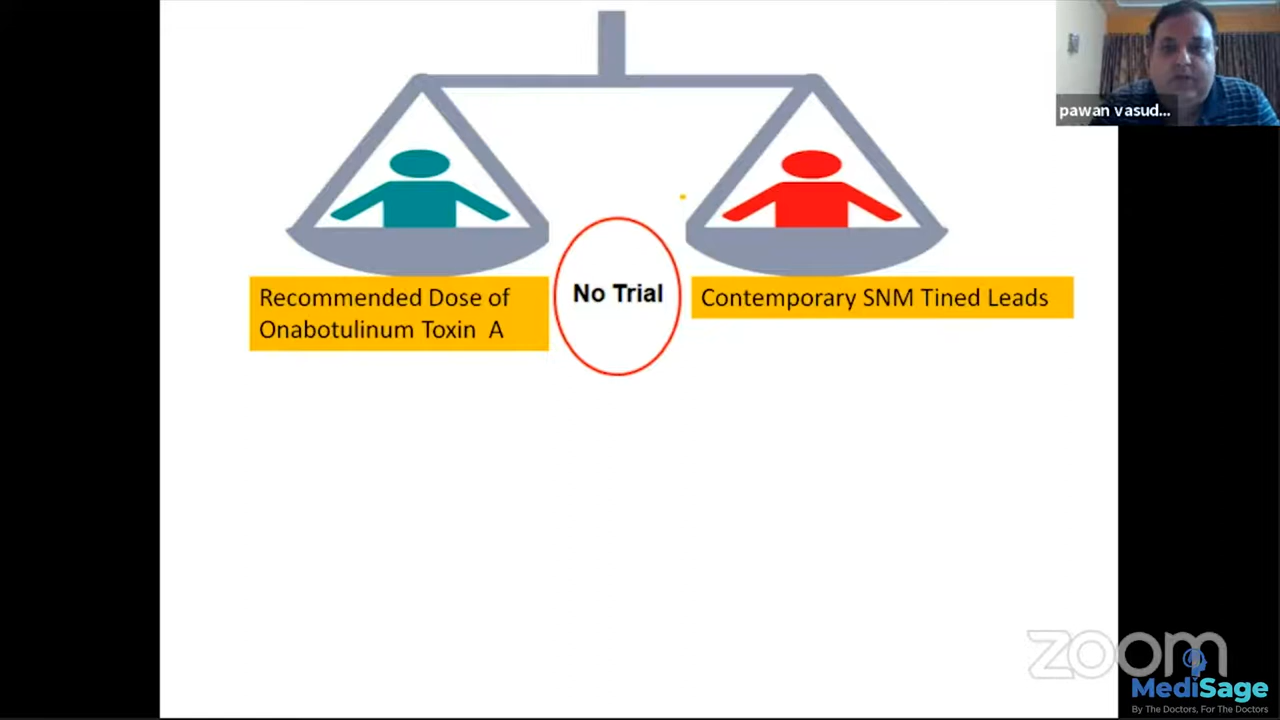 pawan vasud...
Recommended Dose of
Onabotulinum Toxin A
No Trial
Contemporary SNM Tined Leads
zoom
MediSage
By The Doctors, For The Doctors